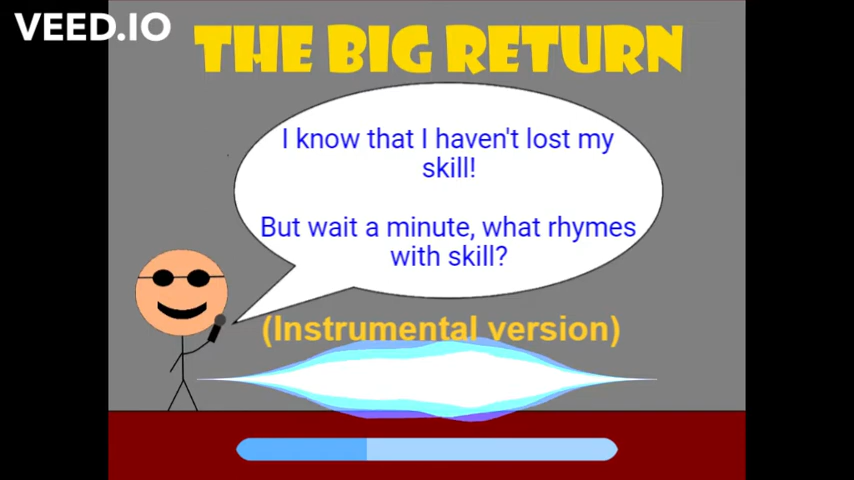 VEED.IO
THE BIG RETURN
I know that I haven't lost my
skill!
But wait a minute, what rhymes
with skill?
(Instrumental version)